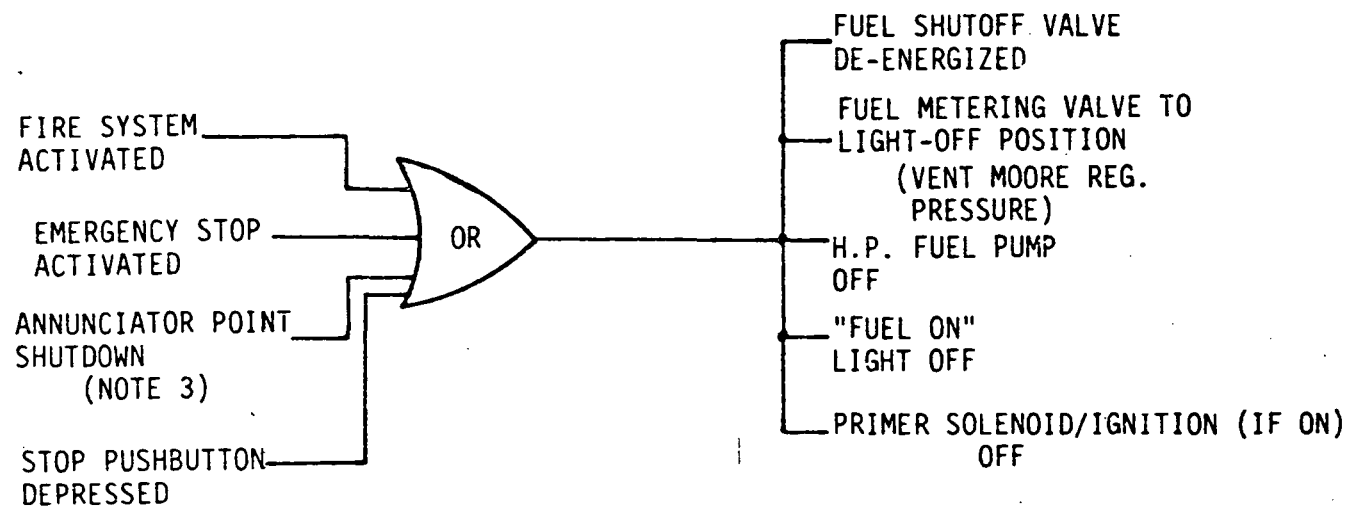 FIRE SYSTEM
ACTIVATED
EMERGENCY STOP
ACTIVATED
ANNUNCIATOR POINT
SHUTDOWN
(NOTE 3)
STOP PUSHBUTTON
DEPRESSED
OR
FUEL SHUTOFF VALVE
DE-ENERGIZED
FUEL METERING VALVE TO
LIGHT-OFF POSITION
(VENT MOORE REG.
PRESSURE)
H.P. FUEL PUMP
OFF
"FUEL ON"
LIGHT OFF
PRIMER SOLENOID/IGNITION (IF ON)
OFF